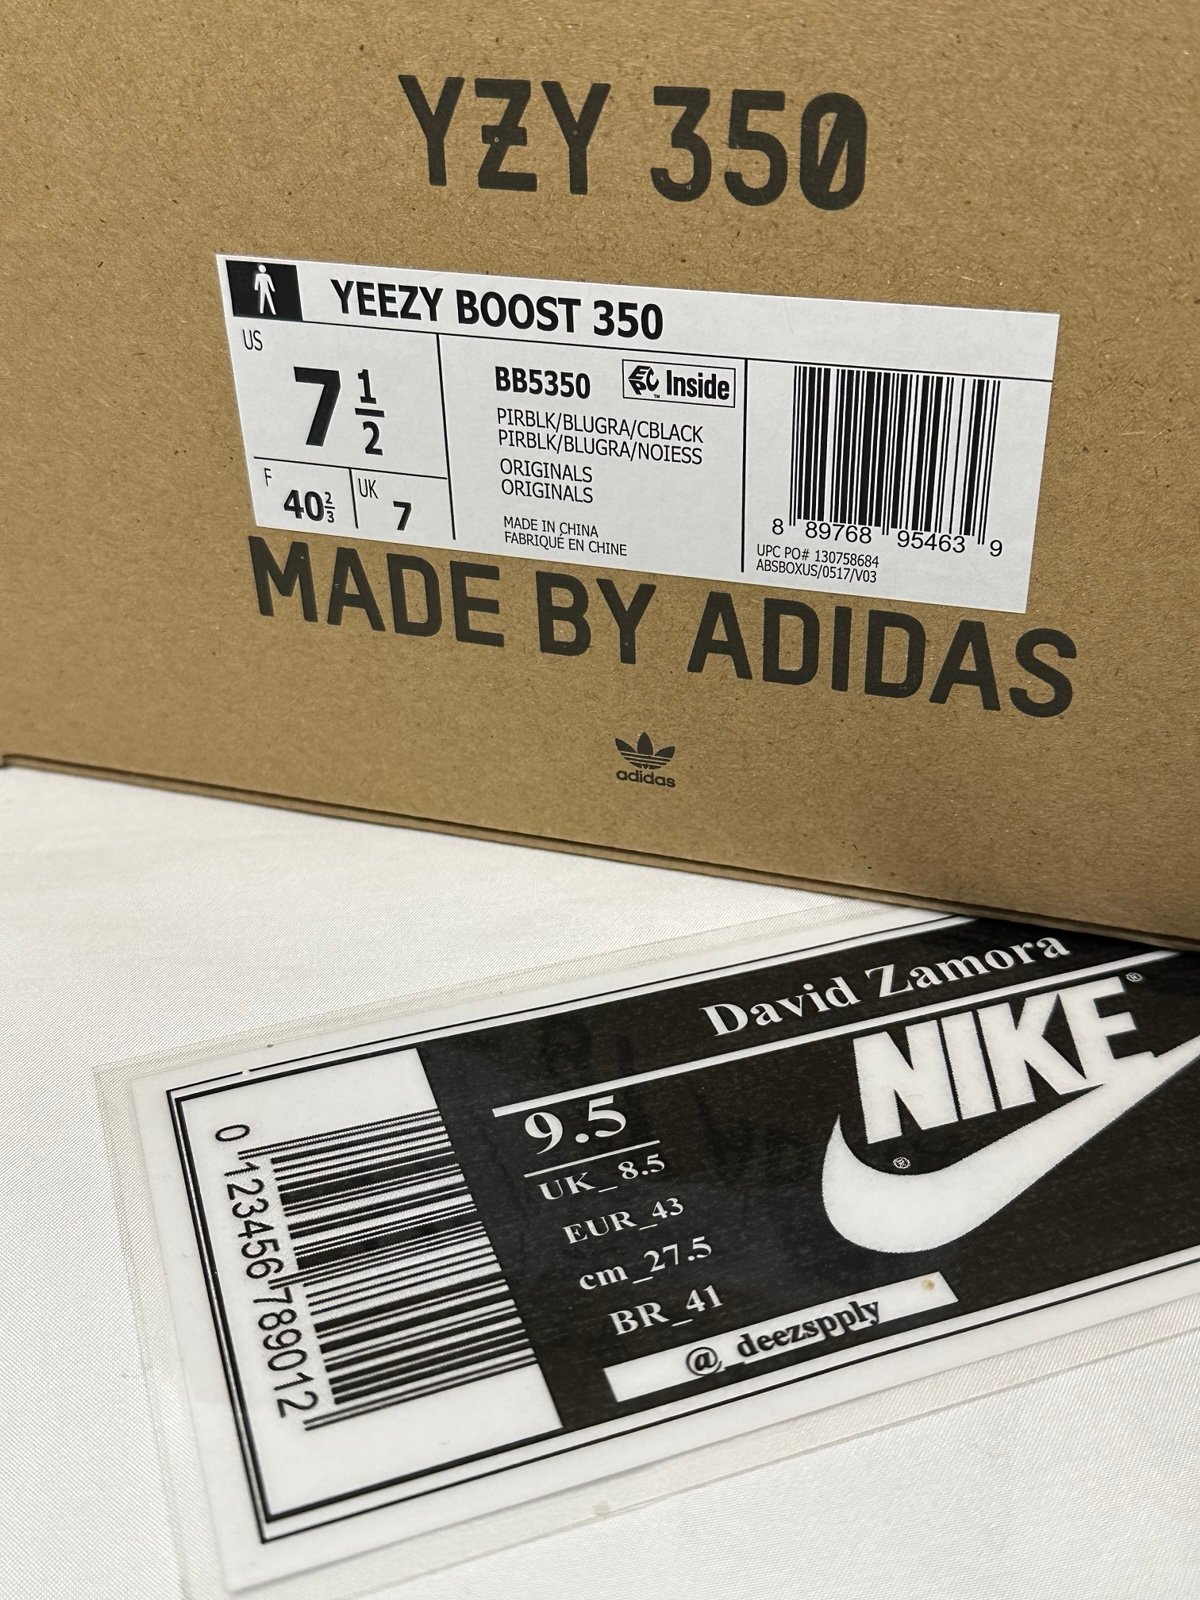 YZY 350
YEEZY BOOST 350
US
7 1/2
F
40 2/3
UK
7
BB5350
EPC™ Inside
PIRBLK/BLUGRA/CBLACK
PIRBLK/BLUGRA/NOIESS
ORIGINALS
ORIGINALS
MADE IN CHINA
FABRIQUÉ EN CHINE
8 89768 95463 9
UPC PO# 130758684
ABSBOXUS/0517/V03
MADE BY ADIDAS
adidas
David Zamora
NIKE®
®
9.5
UK_8.5
EUR_43
cm_27.5
BR_41
@_deezspply
0 123456 789012